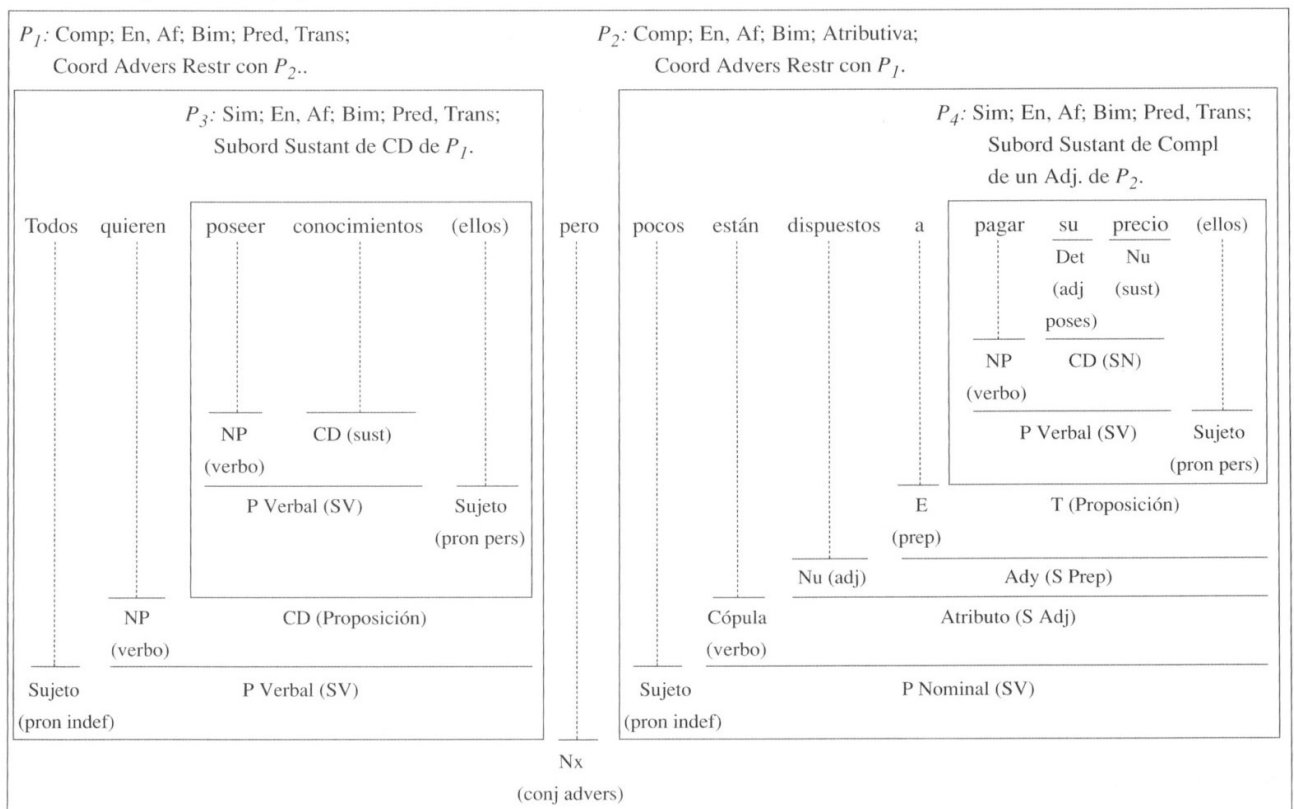 P1: Comp; En, Af; Bim; Pred, Trans;
Coord Advers Restr con P2..
P2: Comp; En, Af; Bim; Atributiva;
Coord Advers Restr con P1.
P3: Sim; En, Af; Bim; Pred, Trans;
Subord Sustant de CD de P1.
P4: Sim; En, Af; Bim; Pred, Trans;
Subord Sustant de Compl
de un Adj. de P2.
Todos quieren poseer conocimientos (ellos) pero pocos están dispuestos a pagar su precio (ellos)
Det Nu
(adj (sust)
poses)
NP CD (SN)
(verbo)
NP CD (sust) P Verbal (SV) Sujeto
(verbo) (pron pers)
P Verbal (SV) Sujeto E T (Proposición)
(pron pers) (prep)
Nu (adj) Ady (S Prep)
NP CD (Proposición) Cópula Atributo (S Adj)
(verbo) (verbo)
Sujeto P Verbal (SV) Sujeto P Nominal (SV)
(pron indef) (pron indef)
Nx
(conj advers)